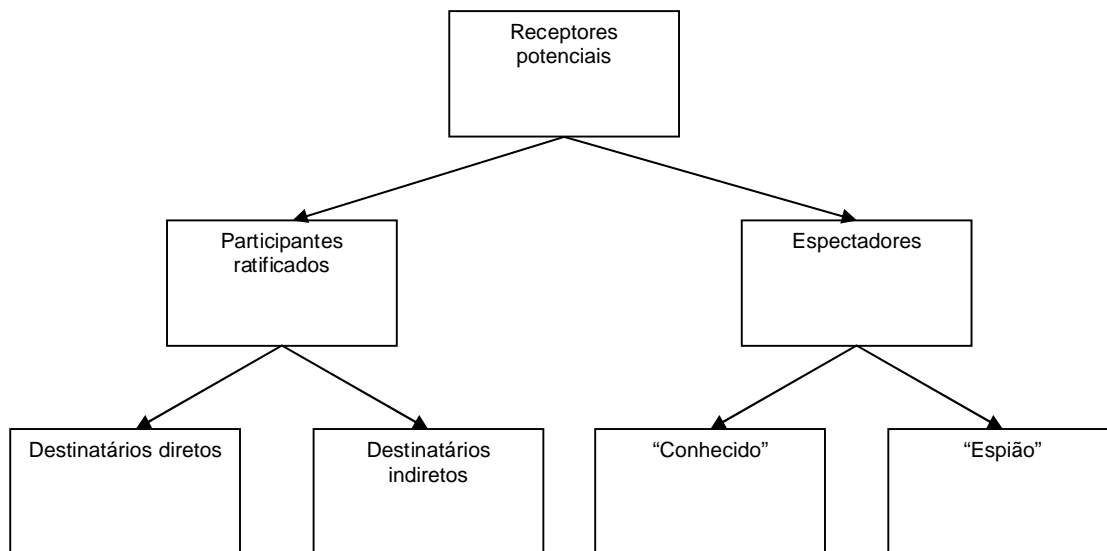 Receptores
potenciais
Participantes
ratificados
Espectadores
Destinatários diretos
Destinatários
indiretos
“Conhecido”
“Espião”